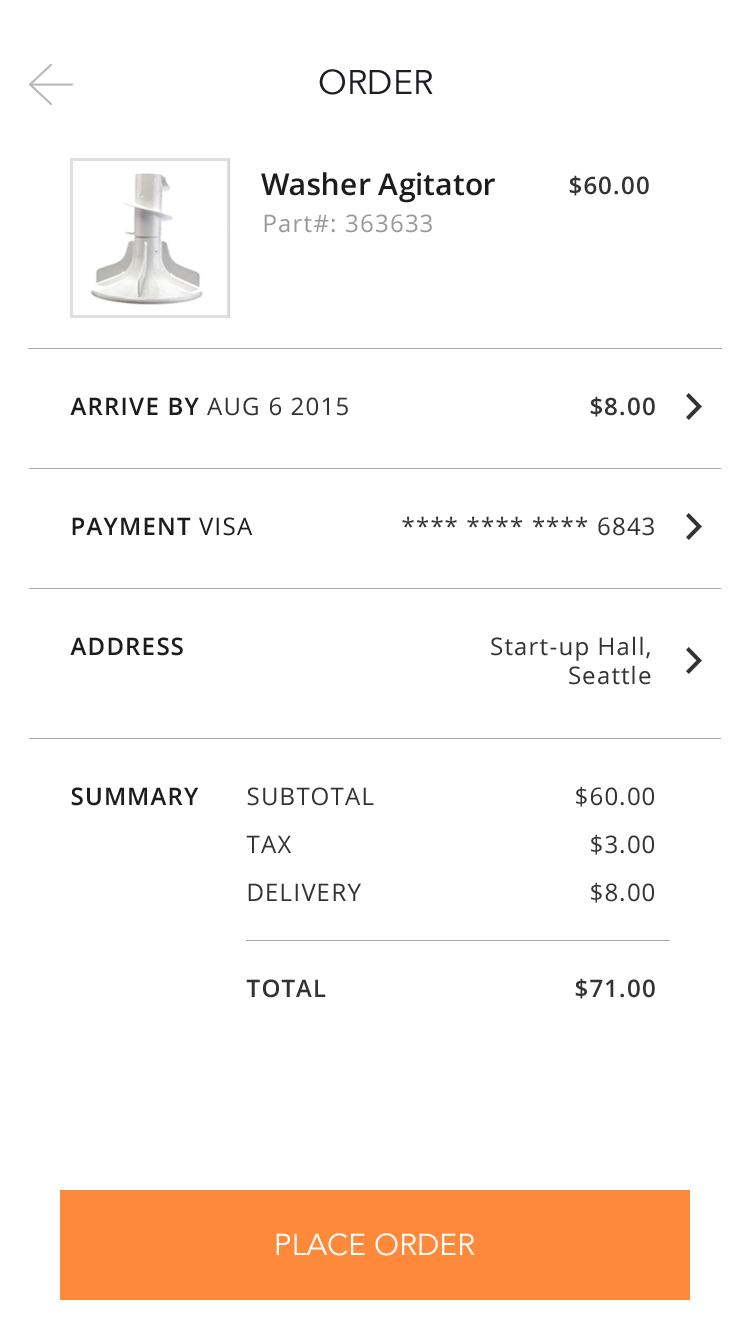 ORDER
Washer Agitator $60.00
Part#: 363633
ARRIVE BY AUG 6 2015 $8.00
PAYMENT VISA **** **** **** 6843
ADDRESS Start-up Hall,
Seattle
SUMMARY SUBTOTAL $60.00
TAX $3.00
DELIVERY $8.00
TOTAL $71.00
PLACE ORDER